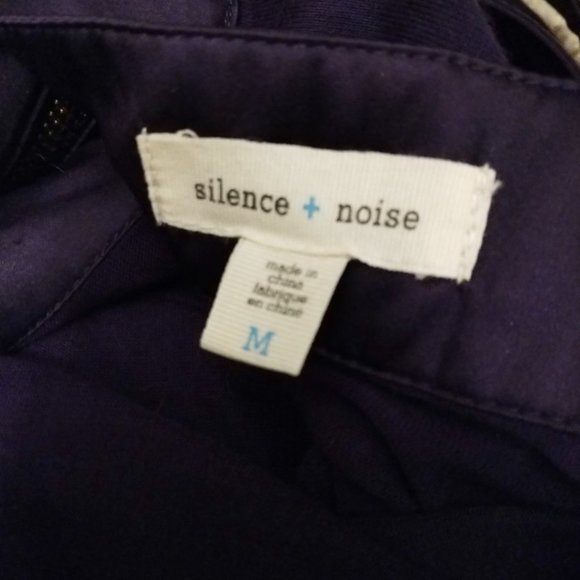 silence + noise
made in
china
fabriqué
en chine
M